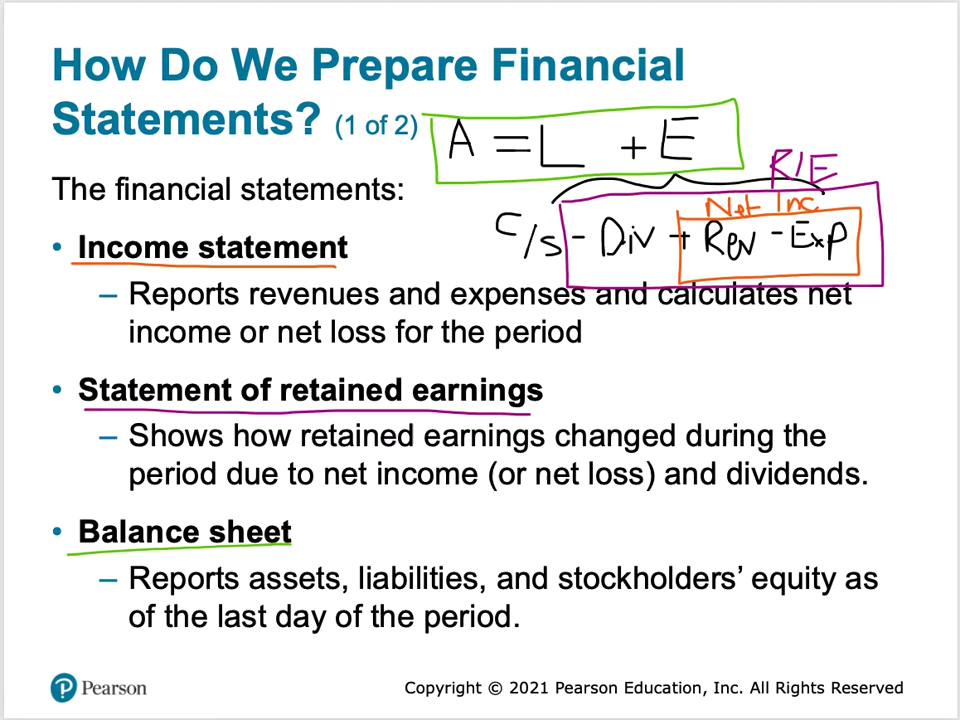 How Do We Prepare Financial
Statements? (1 of 2)
A = L + E
R/E
The financial statements:
Net Inc
C/S - Div + Rev - Exp
• Income statement
– Reports revenues and expenses and calculates net
income or net loss for the period
• Statement of retained earnings
– Shows how retained earnings changed during the
period due to net income (or net loss) and dividends.
• Balance sheet
– Reports assets, liabilities, and stockholders’ equity as
of the last day of the period.
P Pearson
Copyright © 2021 Pearson Education, Inc. All Rights Reserved